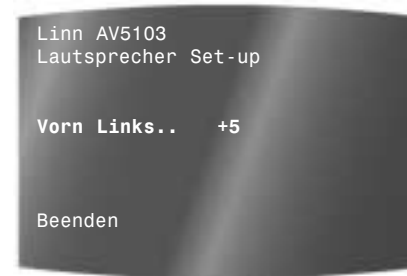 Linn AV5103
Lautsprecher Set-up
Vorn Links.. +5
Beenden